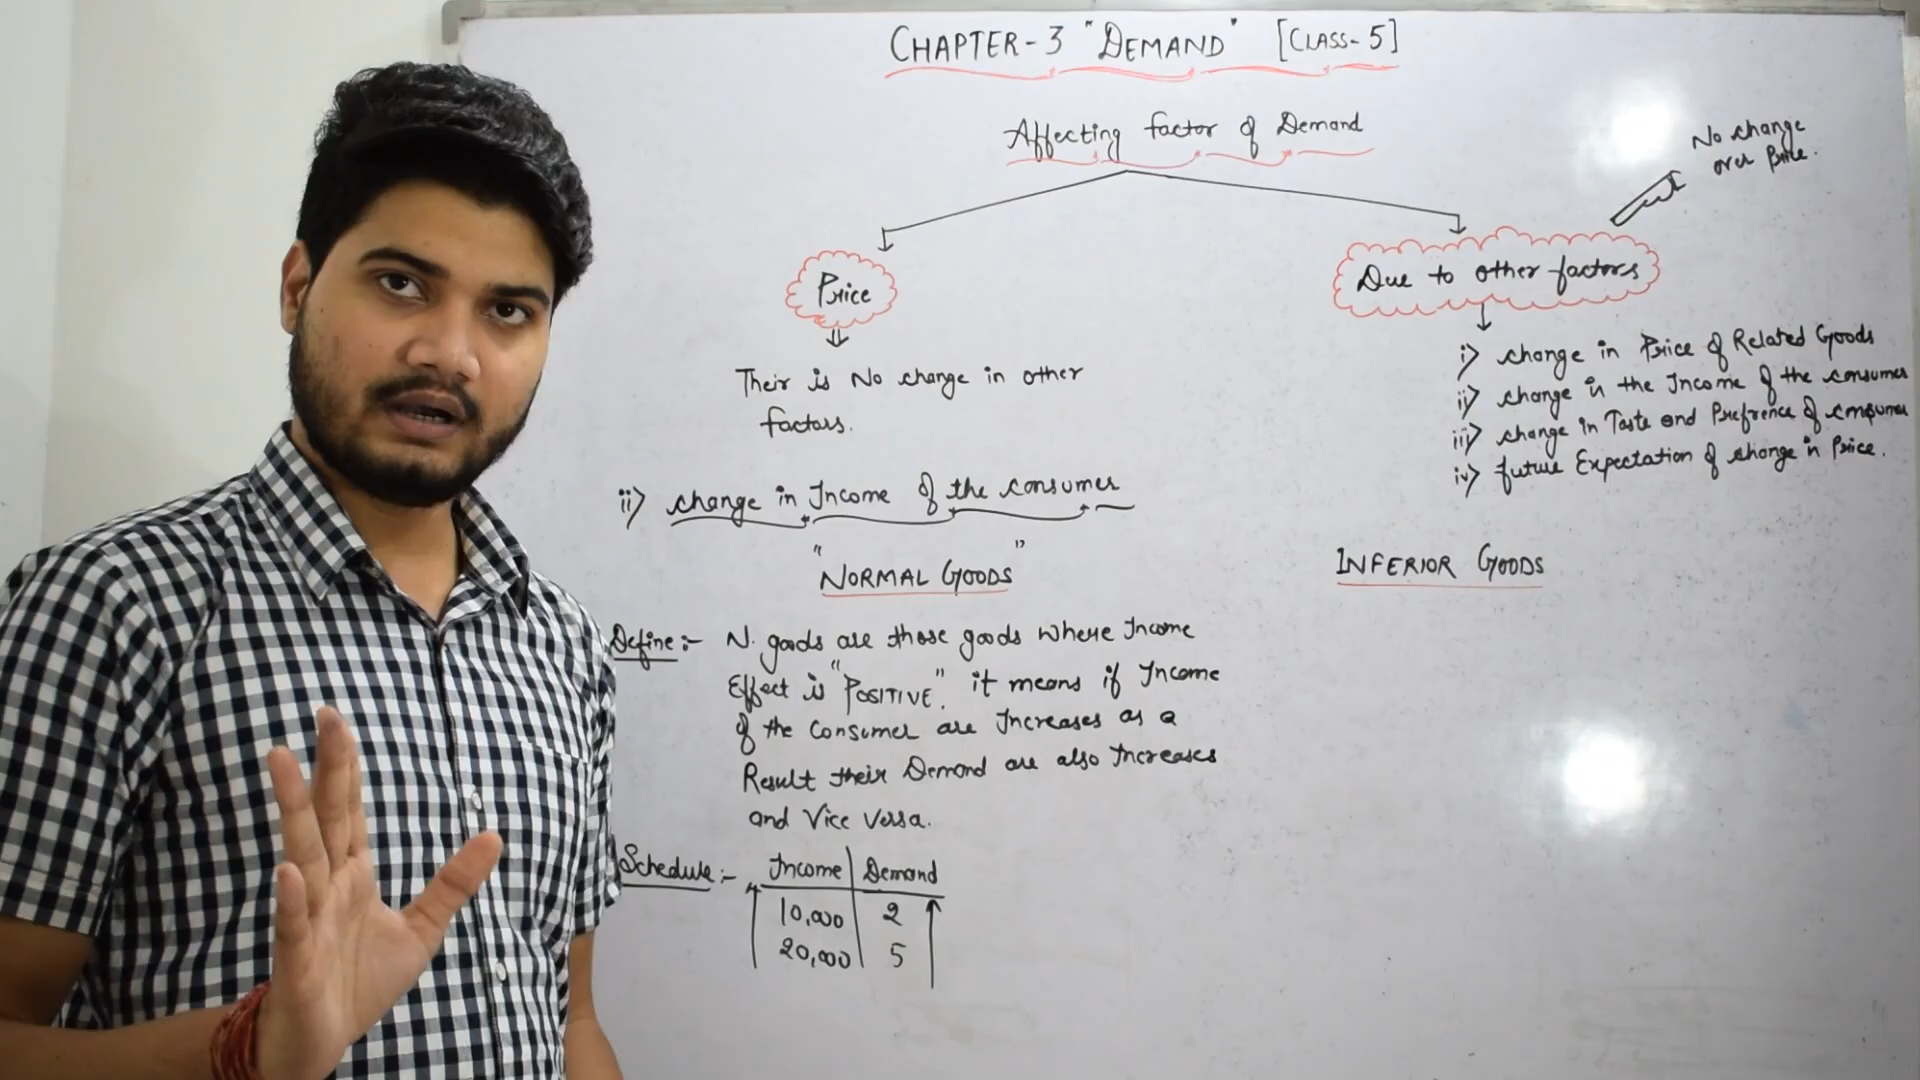 CHAPTER-3 "DEMAND" [CLASS-5]
Affecting factor of Demand
No change
over Price.
Price
Due to other factors
Their is No change in other
factors.
i) change in Price of Related Goods
ii) change in the Income of the consumer
iii) change in Taste and Prefrence of consumer
iv) future Expectation of change in Price.
ii) change in Income of the consumer
"NORMAL GOODS"
INFERIOR GOODS
Define :- N. goods are those goods where Income
Effect is "POSITIVE". it means if Income
of the Consumer are Increases as a
Result their Demand are also Increases
and Vice Versa.
Schedule :- Income Demand
10,000 2
20,000 5